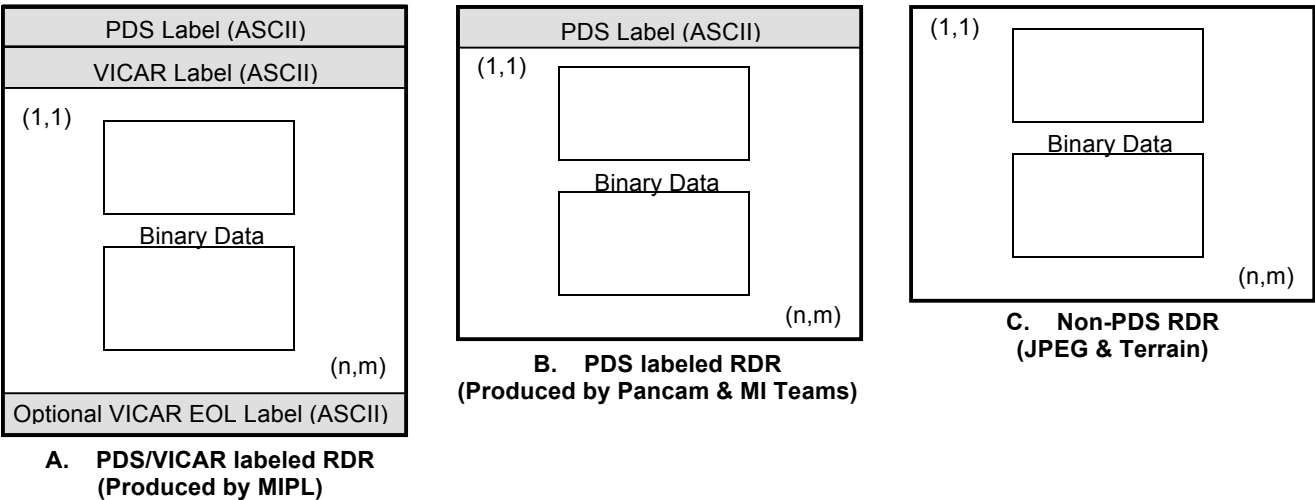 PDS Label (ASCII)
VICAR Label (ASCII)
(1,1)
Binary Data
(n,m)
Optional VICAR EOL Label (ASCII)
A. PDS/VICAR labeled RDR
(Produced by MIPL)
PDS Label (ASCII)
(1,1)
Binary Data
(n,m)
B. PDS labeled RDR
(Produced by Pancam & MI Teams)
(1,1)
Binary Data
(n,m)
C. Non-PDS RDR
(JPEG & Terrain)